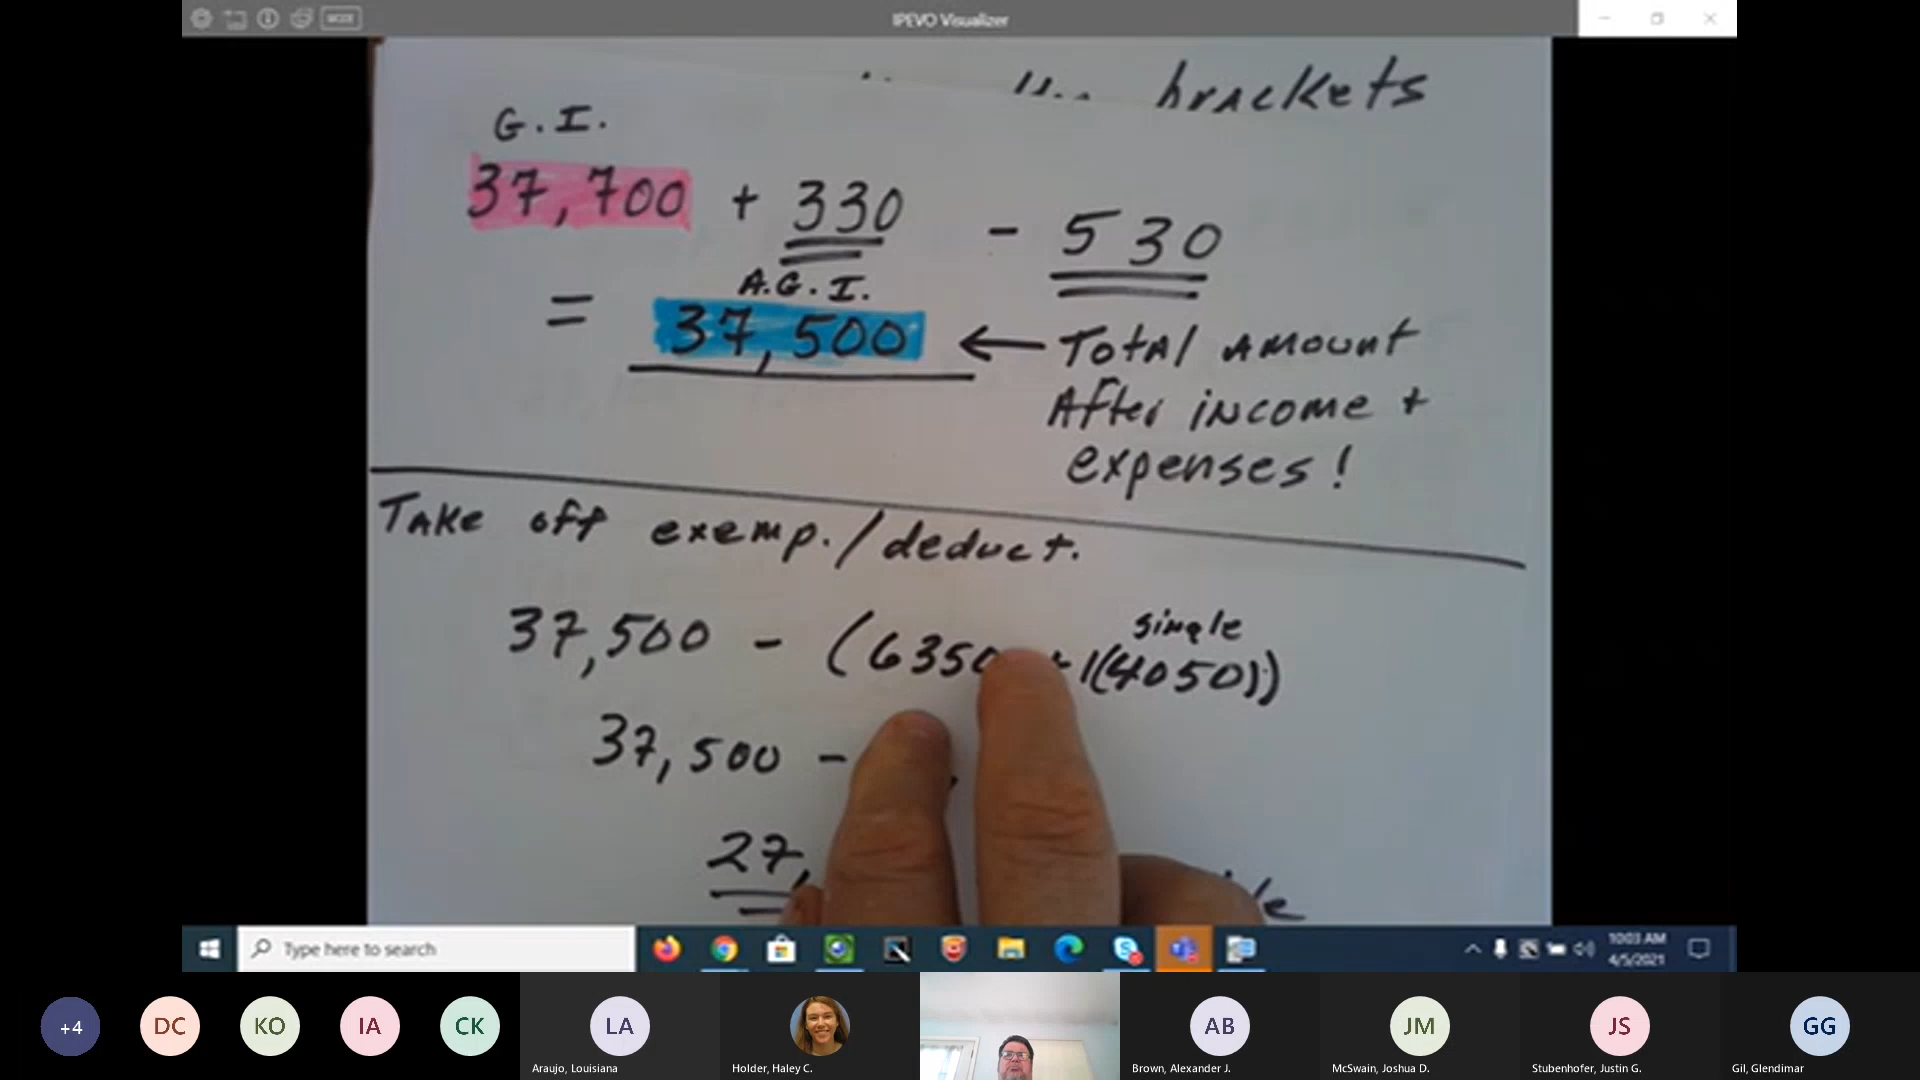 MODE
IPEVO Visualizer
brackets
G.I.
37,700 + 330 - 530
A.G.I.
= 37,500 ← Total amount
After income +
expenses!
Take off exemp./deduct.
single
37,500 - (6350 + 1(4050))
37,500 -
27,
Type here to search
10:03 AM
4/5/2021
+4
DC
KO
IA
CK
LA
AB
JM
JS
GG
Araujo, Louisiana
Holder, Haley C.
Brown, Alexander J.
McSwain, Joshua D.
Stubenhofer, Justin G.
Gil, Glendimar